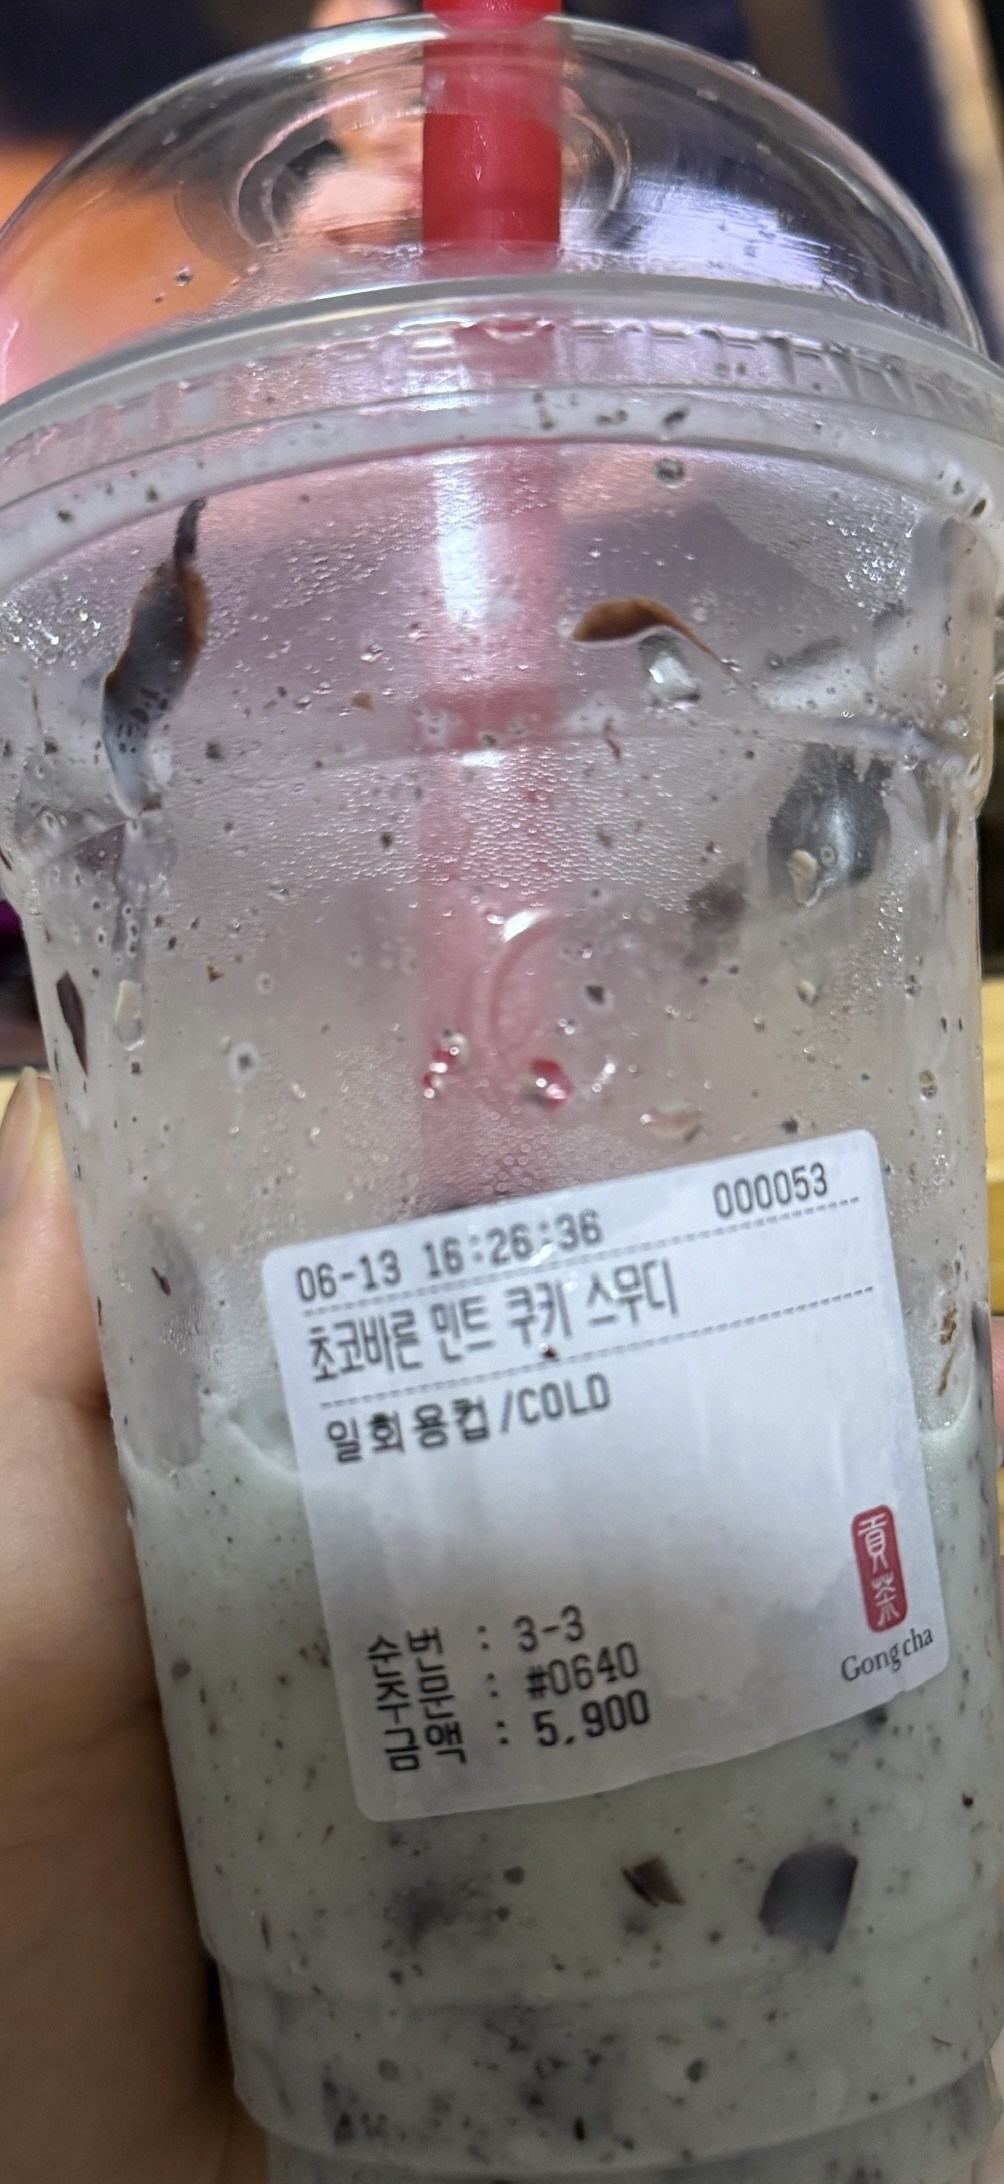 06-13 16:26:36 000053
초코바른 민트 쿠키 스무디
일회용컵/COLD
순번 : 3-3
주문 : #0640
금액 : 5,900
貢茶
Gong cha